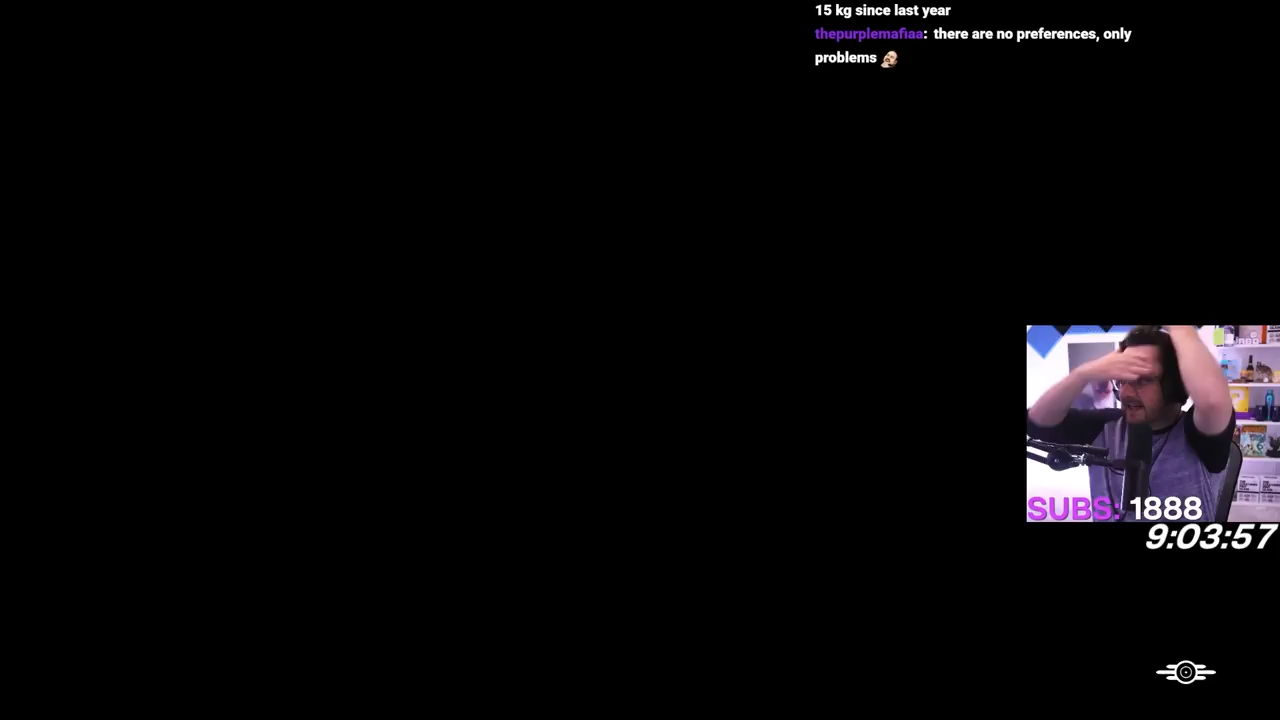 15 kg since last year
thepurplemafiaa: there are no preferences, only
problems
SUBS: 1888
9:03:57